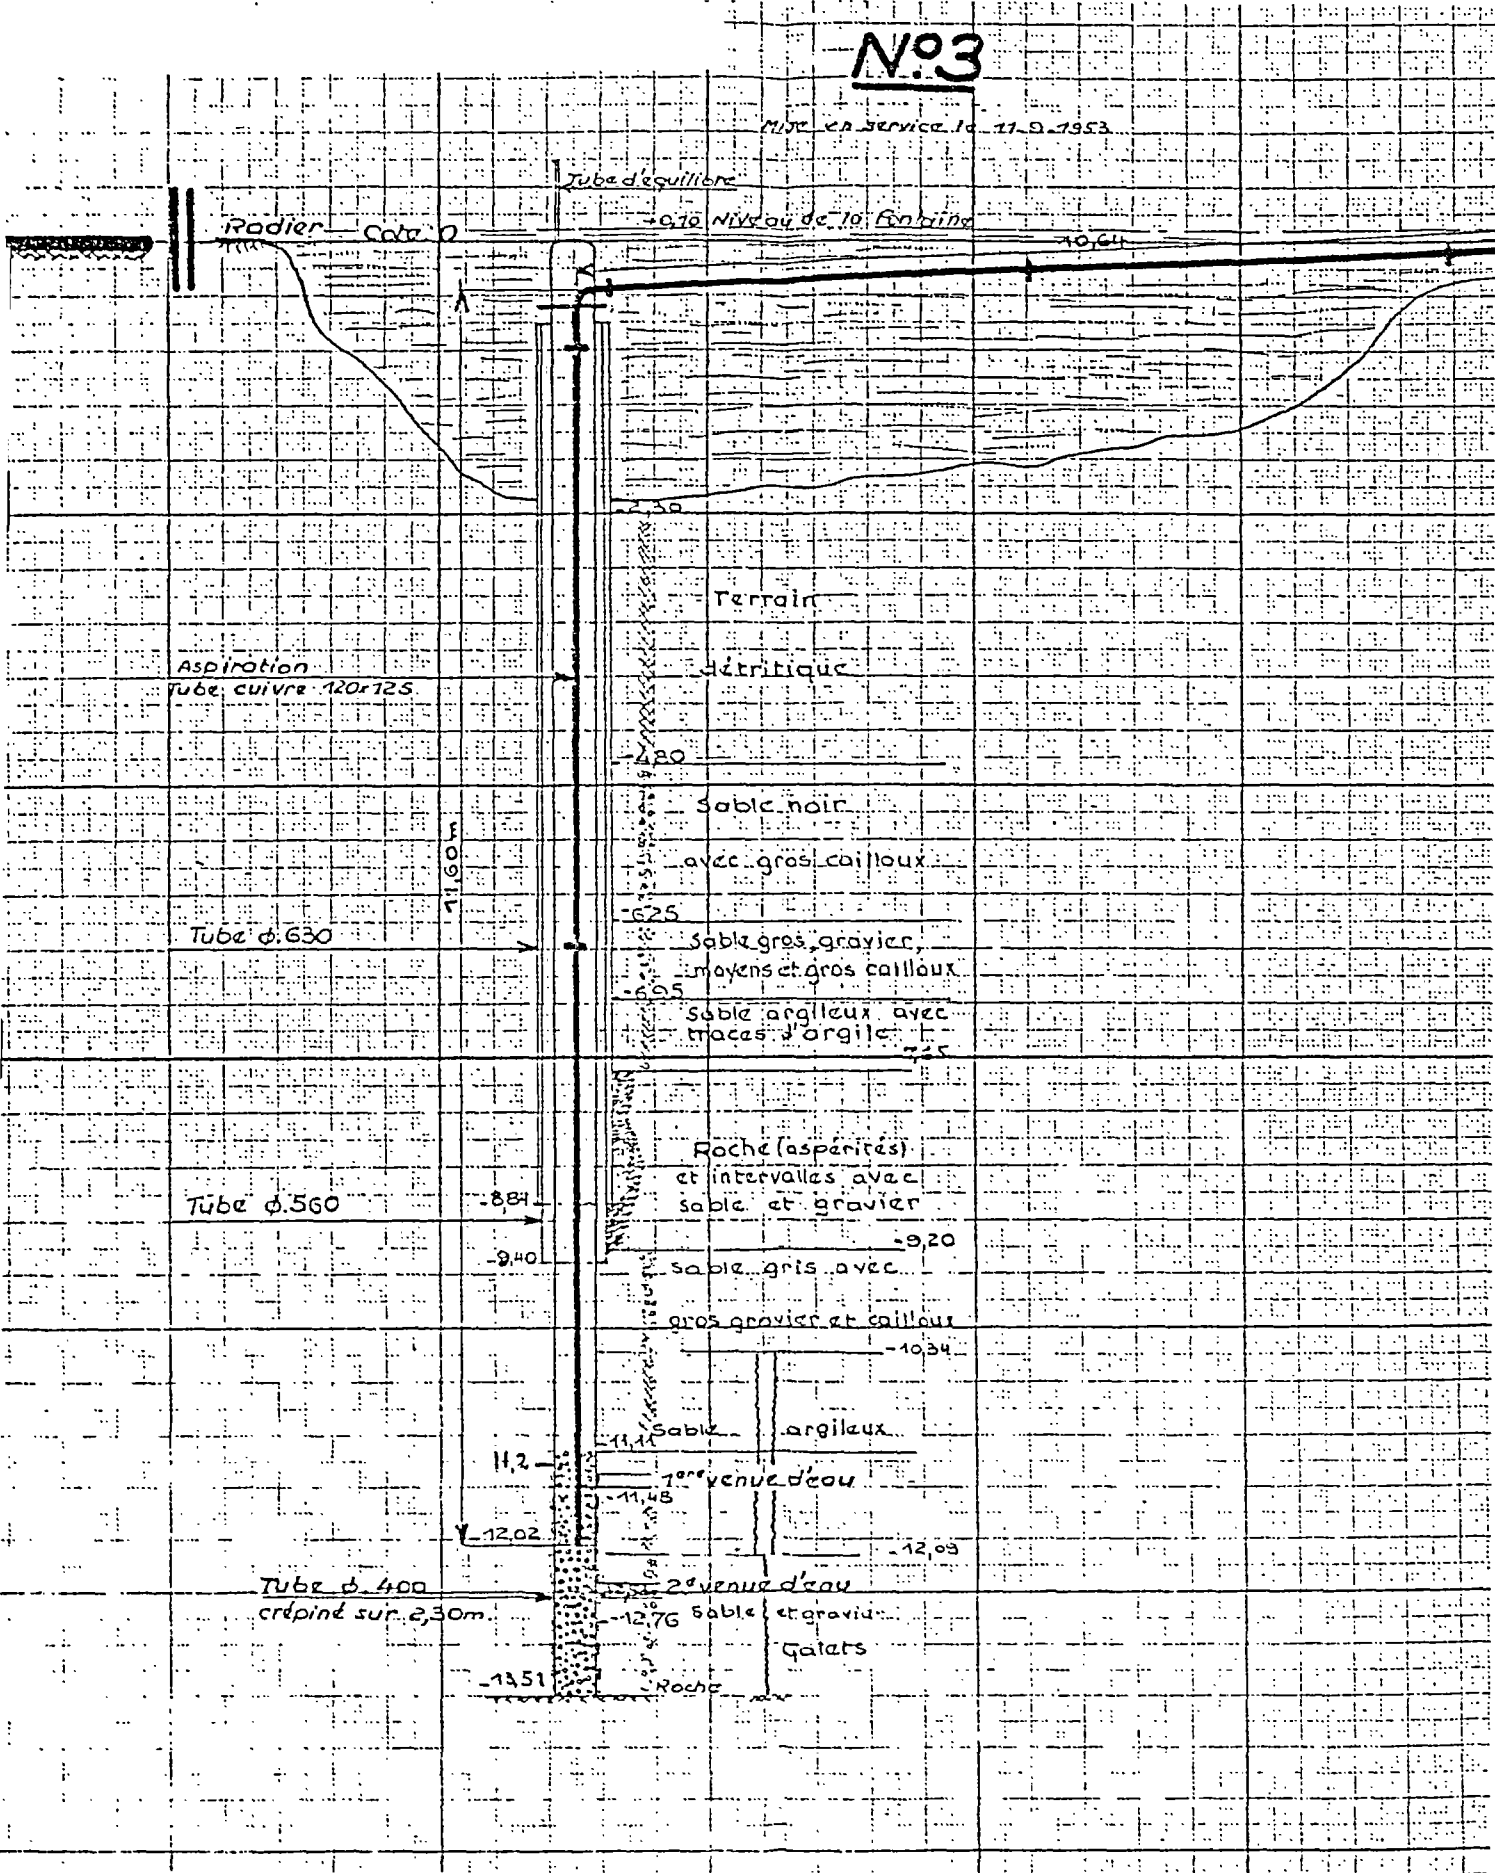 Nº3
Mise en service le 11-9-1953
Tube d'équilibre
+0,10 Niveau de la Fontaine
Radier Cote 0
10,64
-2,30
Terrain
détritique
Aspiration
Tube cuivre 120x125
-4,80
Sable noir
avec gros cailloux
11,60m
-6,25
Tube ϕ.630
Sable gros gravier,
moyens et gros cailloux
-6,95
Sable argileux avec
traces d'argile
Roche (aspérités)
et intervalles avec
sable et gravier
Tube ϕ.560
-8,84
-9,20
-9,40
Sable gris avec
gros gravier et cailloux
-10,34
Sable argileux
-11,11
11,2
1ère venue d'eau
-11,48
-12,02
-12,09
Tube ϕ.400
crépiné sur 2,30m.
2e venue d'eau
-12,76 Sable et gravier
Galets
-13,51
Roche